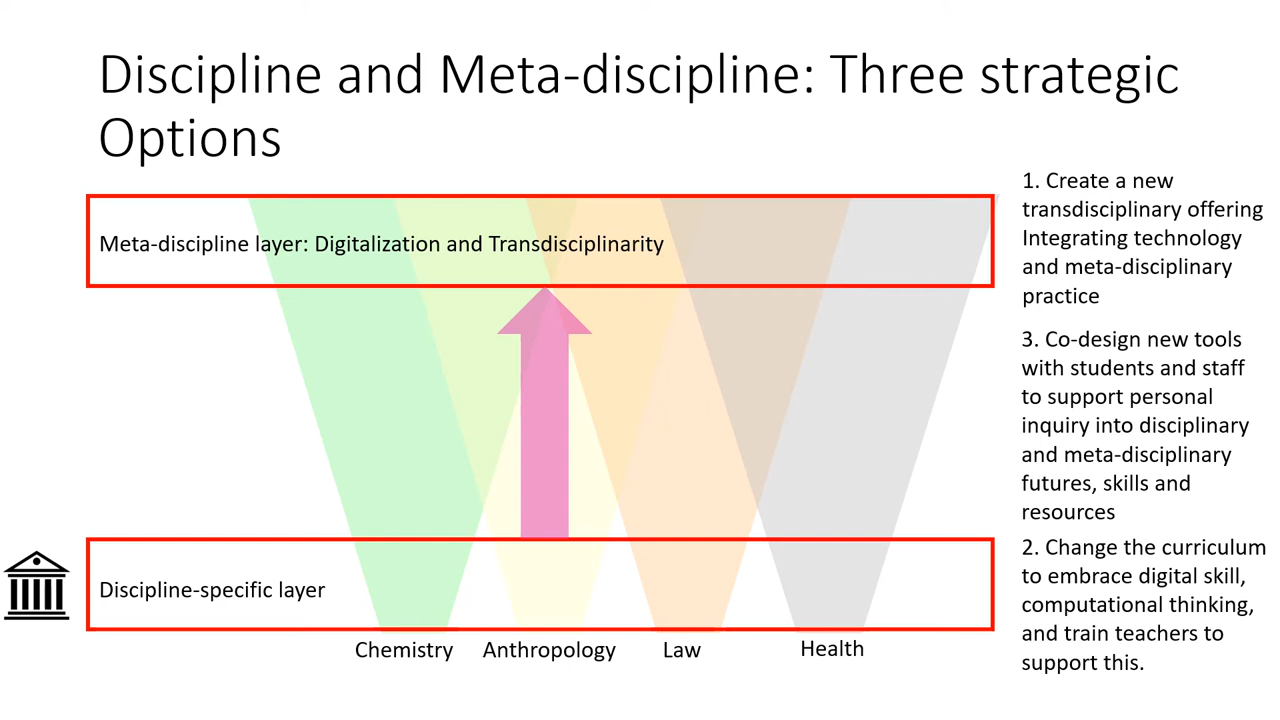 Discipline and Meta-discipline: Three strategic
Options
Meta-discipline layer: Digitalization and Transdisciplinarity
1. Create a new
transdisciplinary offering
Integrating technology
and meta-disciplinary
practice
3. Co-design new tools
with students and staff
to support personal
inquiry into disciplinary
and meta-disciplinary
futures, skills and
resources
Discipline-specific layer
2. Change the curriculum
to embrace digital skill,
computational thinking,
and train teachers to
support this.
Chemistry
Anthropology
Law
Health